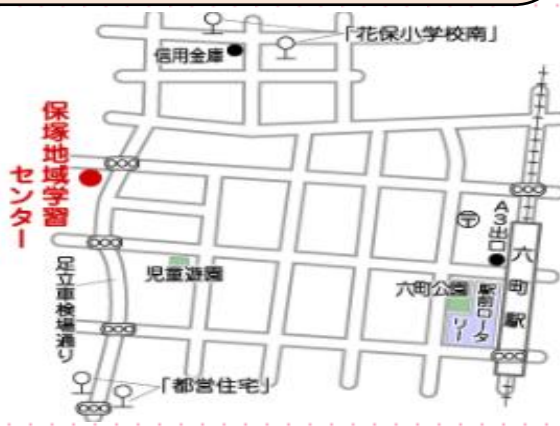 「花保小学校南」
信用金庫
保塚地域学習
センター
A3出口
六町駅
児童遊園
六町公園
駅前ロータ
リー
足立車検場通り
「都営住宅」